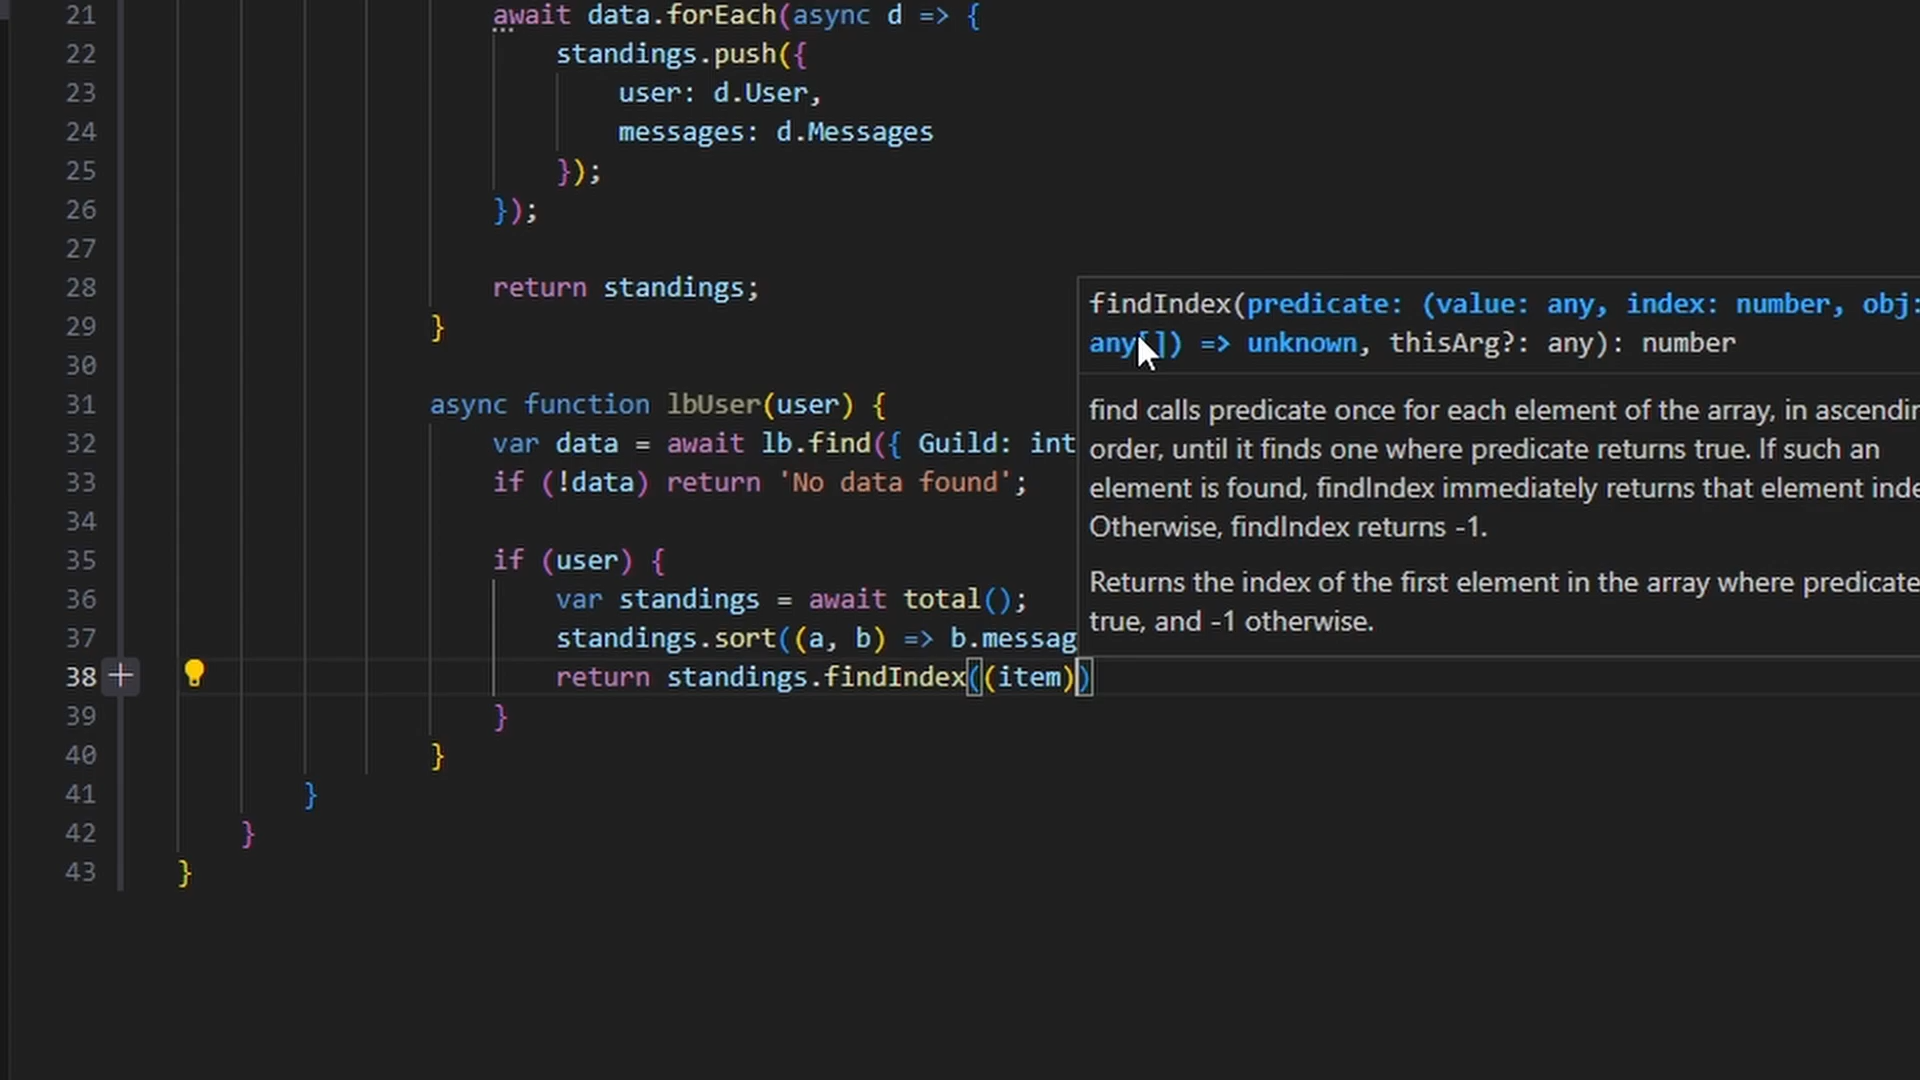 21 await data.forEach(async d => {
22 standings.push({
23 user: d.User,
24 messages: d.Messages
25 });
26 });
27
28 return standings;
29 }
30
31 async function lbUser(user) {
32 var data = await lb.find({ Guild: int
33 if (!data) return 'No data found';
34
35 if (user) {
36 var standings = await total();
37 standings.sort((a, b) => b.messag
38 return standings.findIndex((item))
39 }
40 }
41 }
42 }
43 }
findIndex(predicate: (value: any, index: number, obj:
any[]) => unknown, thisArg?: any): number
find calls predicate once for each element of the array, in
order, until it finds one where predicate returns true. If such an
element is found, findIndex immediately returns that element
Otherwise, findIndex returns -1.
Returns the index of the first element in the array where predicate
true, and -1 otherwise.